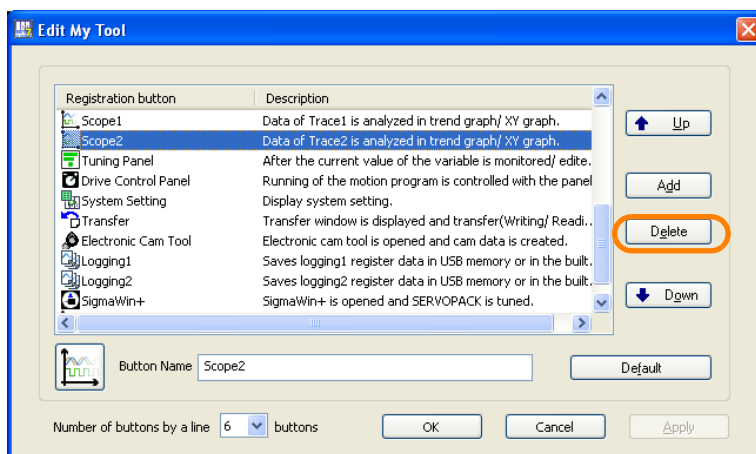 Edit My Tool
Registration button Description
Scope1 Data of Trace1 is analyzed in trend graph/ XY graph.
Scope2 Data of Trace2 is analyzed in trend graph/ XY graph.
Tuning Panel After the current value of the variable is monitored/ edite.
Drive Control Panel Running of the motion program is controlled with the panel
System Setting Display system setting.
Transfer Transfer window is displayed and transfer(Writing/ Readi..
Electronic Cam Tool Electronic cam tool is opened and cam data is created.
Logging1 Saves logging1 register data in USB memory or in the built.
Logging2 Saves logging2 register data in USB memory or in the built.
SigmaWin+ SigmaWin+ is opened and SERVOPACK is tuned.
Up
Add
Delete
Down
Button Name Scope2
Default
Number of buttons by a line 6 buttons
OK Cancel Apply